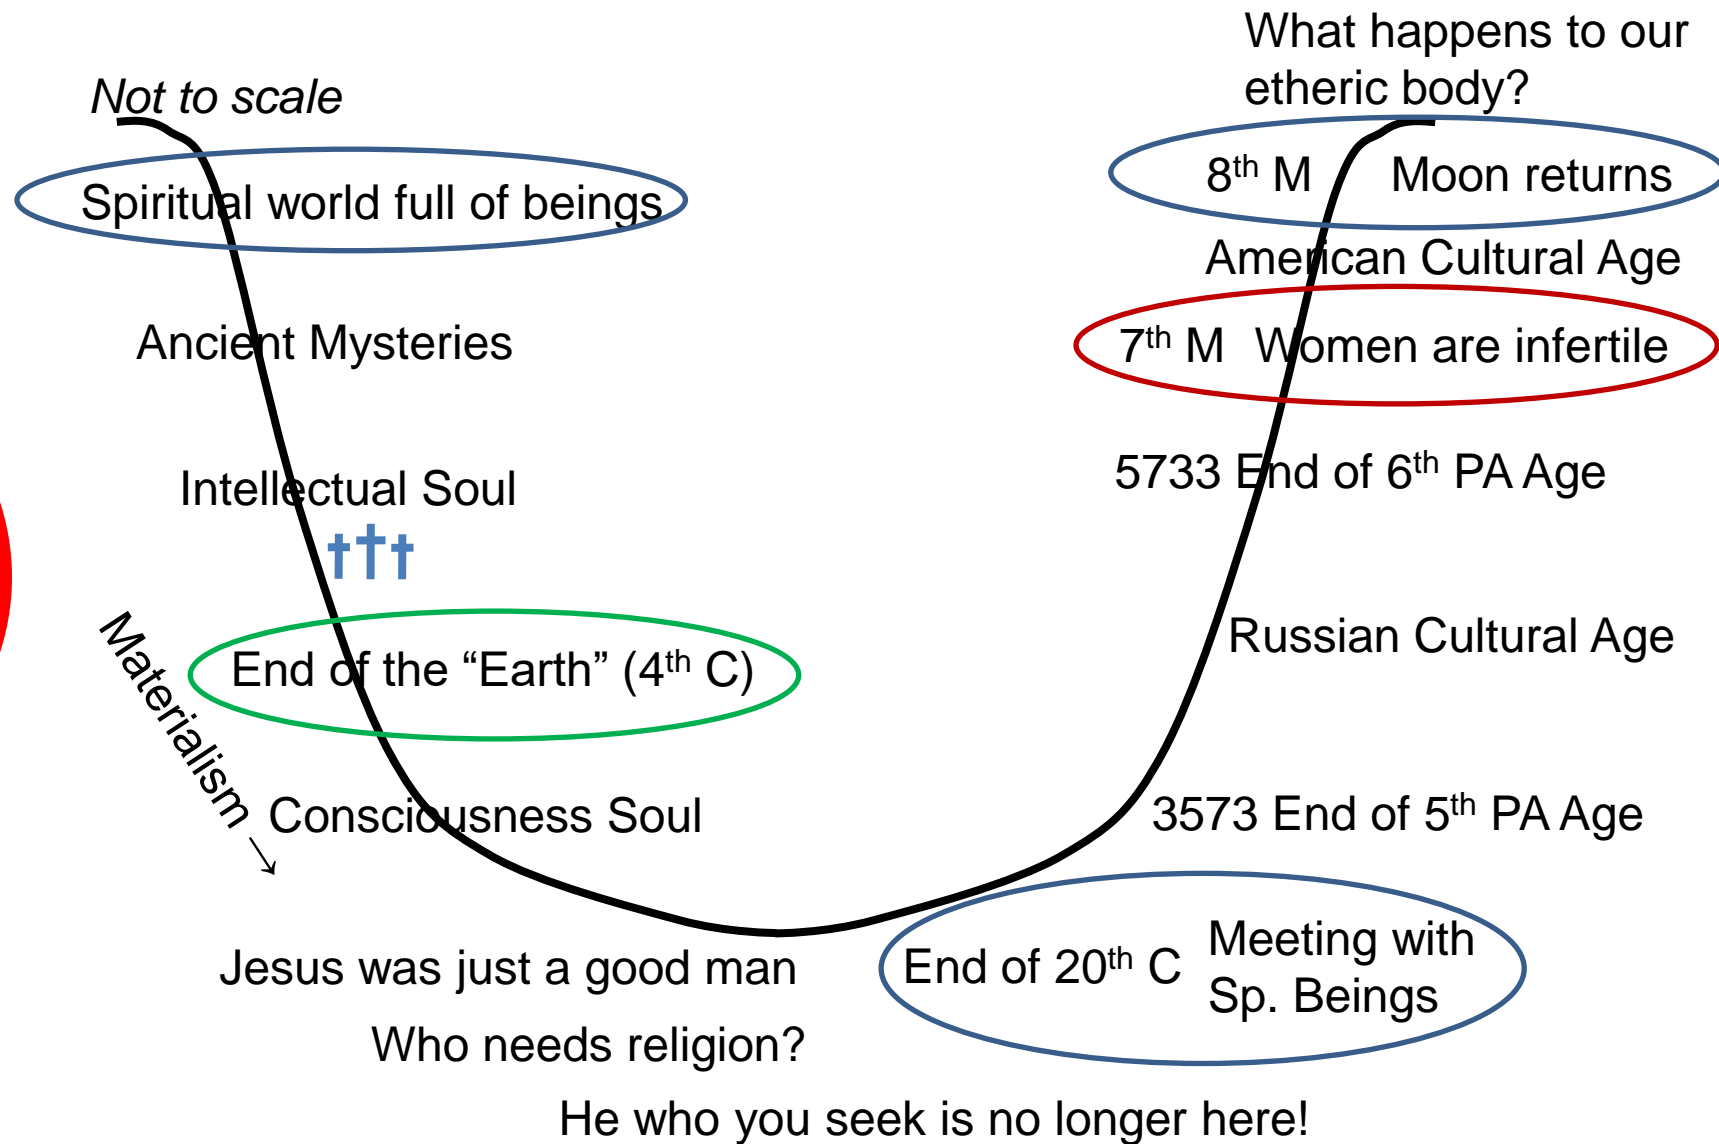 Not to scale
Spiritual world full of beings
Ancient Mysteries
Intellectual Soul
End of the “Earth” (4th C)
Materialism →
Consciousness Soul
Jesus was just a good man
Who needs religion?
He who you seek is no longer here!
What happens to our
etheric body?
8th M Moon returns
American Cultural Age
7th M Women are infertile
5733 End of 6th PA Age
Russian Cultural Age
3573 End of 5th PA Age
End of 20th C
Meeting with
Sp. Beings